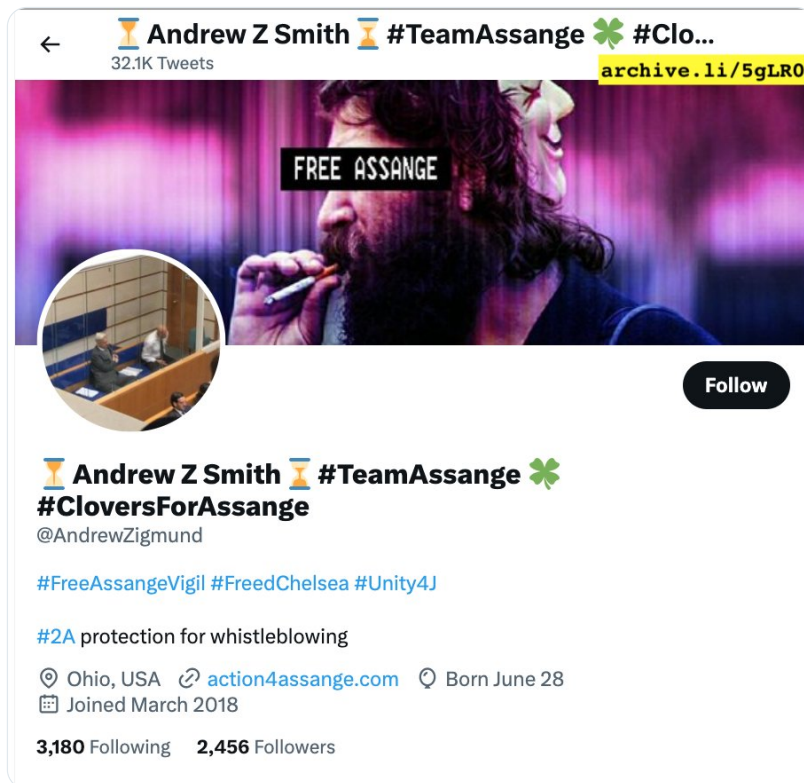 ⏳ Andrew Z Smith ⏳ #TeamAssange 🍀 #Clo...
32.1K Tweets
archive.li/5gLR0
FREE ASSANGE
Follow
⏳ Andrew Z Smith ⏳ #TeamAssange 🍀
#CloversForAssange
@AndrewZigmund
#FreeAssangeVigil #FreedChelsea #Unity4J
#2A protection for whistleblowing
Ohio, USA action4assange.com Born June 28
Joined March 2018
3,180 Following 2,456 Followers